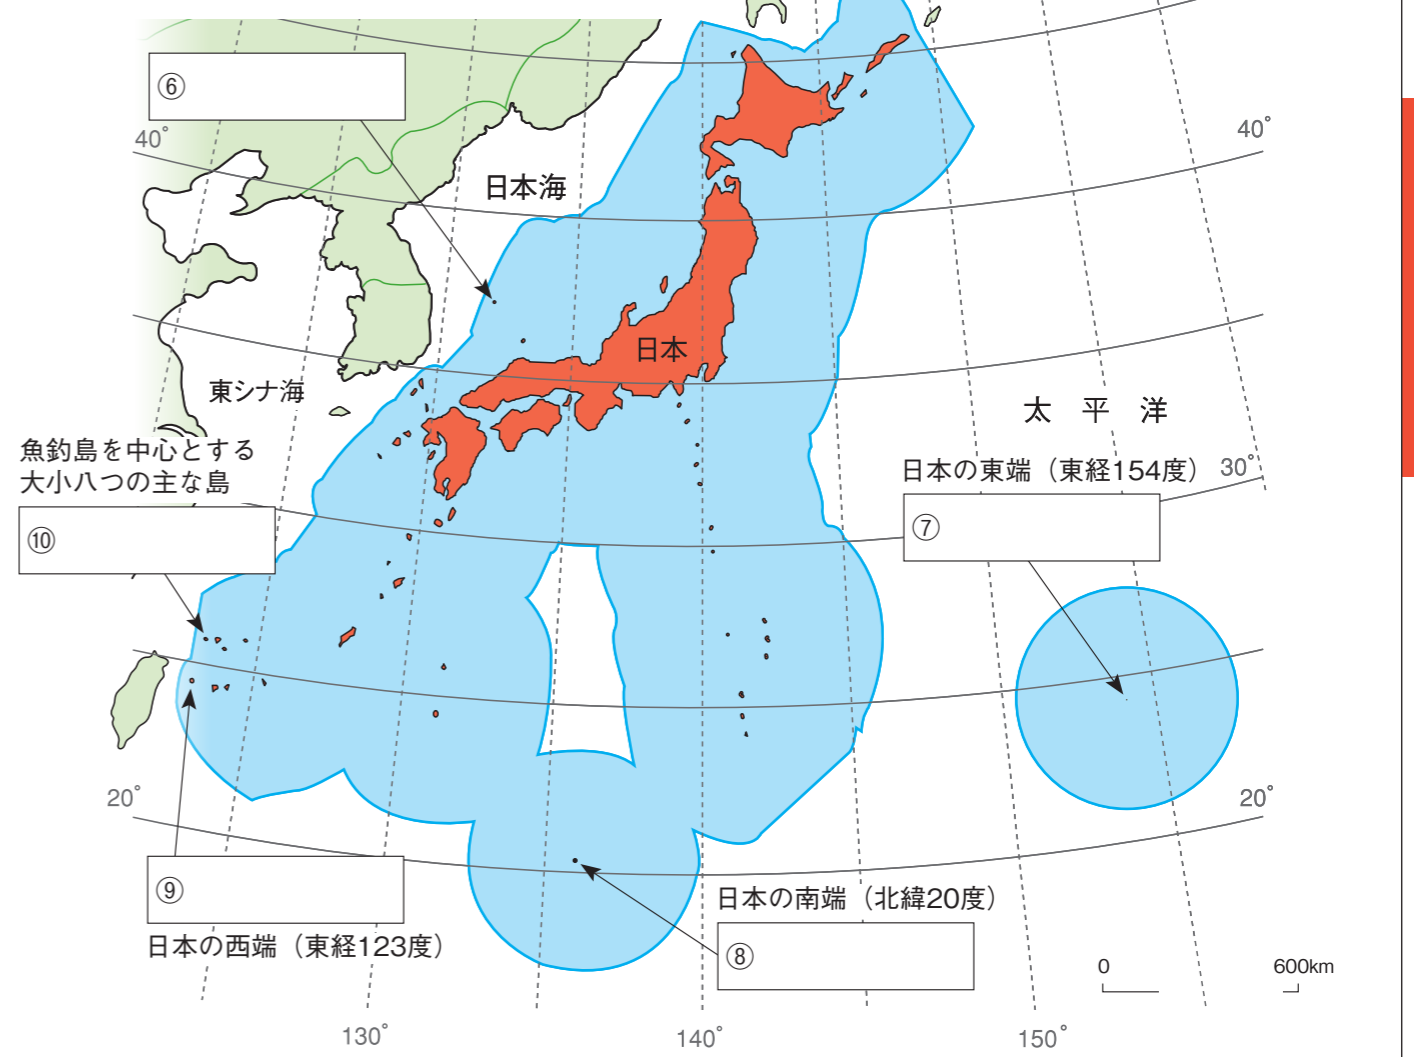 ⑥
40°
40°
日本海
日本
東シナ海
太 平 洋
魚釣島を中心とする
大小八つの主な島
⑩
日本の東端（東経154度）
30°
⑦
20°
20°
⑨
日本の西端（東経123度）
日本の南端（北緯20度）
⑧
0
600km
130°
140°
150°